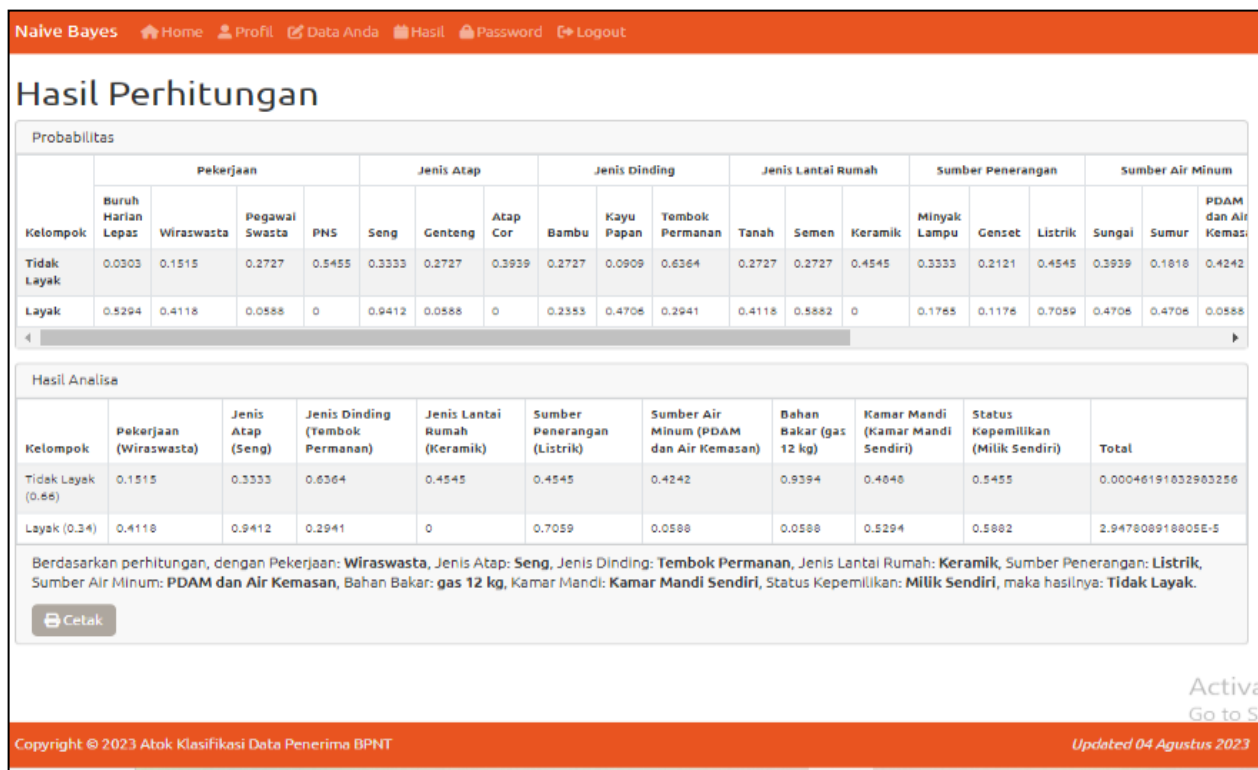 Naive Bayes Home Profil Data Anda Hasil Password Logout
Hasil Perhitungan
Probabilitas
Pekerjaan Jenis Atap Jenis Dinding Jenis Lantai Rumah Sumber Penerangan Sumber Air Minum
Kelompok Buruh Harian Lepas Wiraswasta Pegawai Swasta PNS Seng Genteng Atap Cor Bambu Kayu Papan Tembok Permanan Tanah Semen Keramik Minyak Lampu Genset Listrik Sungai Sumur PDAM dan Air Kemasa
Tidak Layak 0.0303 0.1515 0.2727 0.5455 0.3333 0.2727 0.3939 0.2727 0.0909 0.6364 0.2727 0.2727 0.4545 0.3333 0.2121 0.4545 0.3939 0.1818 0.4242
Layak 0.5294 0.4118 0.0588 0 0.9412 0.0588 0 0.2353 0.4706 0.2941 0.4118 0.5882 0 0.1765 0.1176 0.7059 0.4706 0.4706 0.0588
Hasil Analisa
Kelompok Pekerjaan (Wiraswasta) Jenis Atap (Seng) Jenis Dinding (Tembok Permanan) Jenis Lantai Rumah (Keramik) Sumber Penerangan (Listrik) Sumber Air Minum (PDAM dan Air Kemasan) Bahan Bakar (gas 12 kg) Kamar Mandi (Kamar Mandi Sendiri) Status Kepemilikan (Milik Sendiri) Total
Tidak Layak (0.66) 0.1515 0.3333 0.6364 0.4545 0.4545 0.4242 0.9394 0.4848 0.5455 0.00046191832983256
Layak (0.34) 0.4118 0.9412 0.2941 0 0.7059 0.0588 0.0588 0.5294 0.5882 2.947808918805E-5
Berdasarkan perhitungan, dengan Pekerjaan: Wiraswasta, Jenis Atap: Seng, Jenis Dinding: Tembok Permanan, Jenis Lantai Rumah: Keramik, Sumber Penerangan: Listrik,
Sumber Air Minum: PDAM dan Air Kemasan, Bahan Bakar: gas 12 kg, Kamar Mandi: Kamar Mandi Sendiri, Status Kepemilikan: Milik Sendiri, maka hasilnya: Tidak Layak.
Cetak
Activa
Go to S
Copyright © 2023 Atok Klasifikasi Data Penerima BPNT Updated 04 Agustus 2023